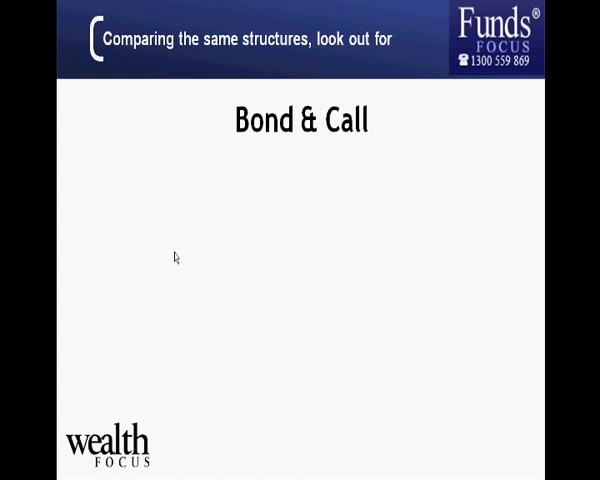 Comparing the same structures, look out for
Funds®
FOCUS
☎ 1300 559 869
Bond & Call
wealth
FOCUS